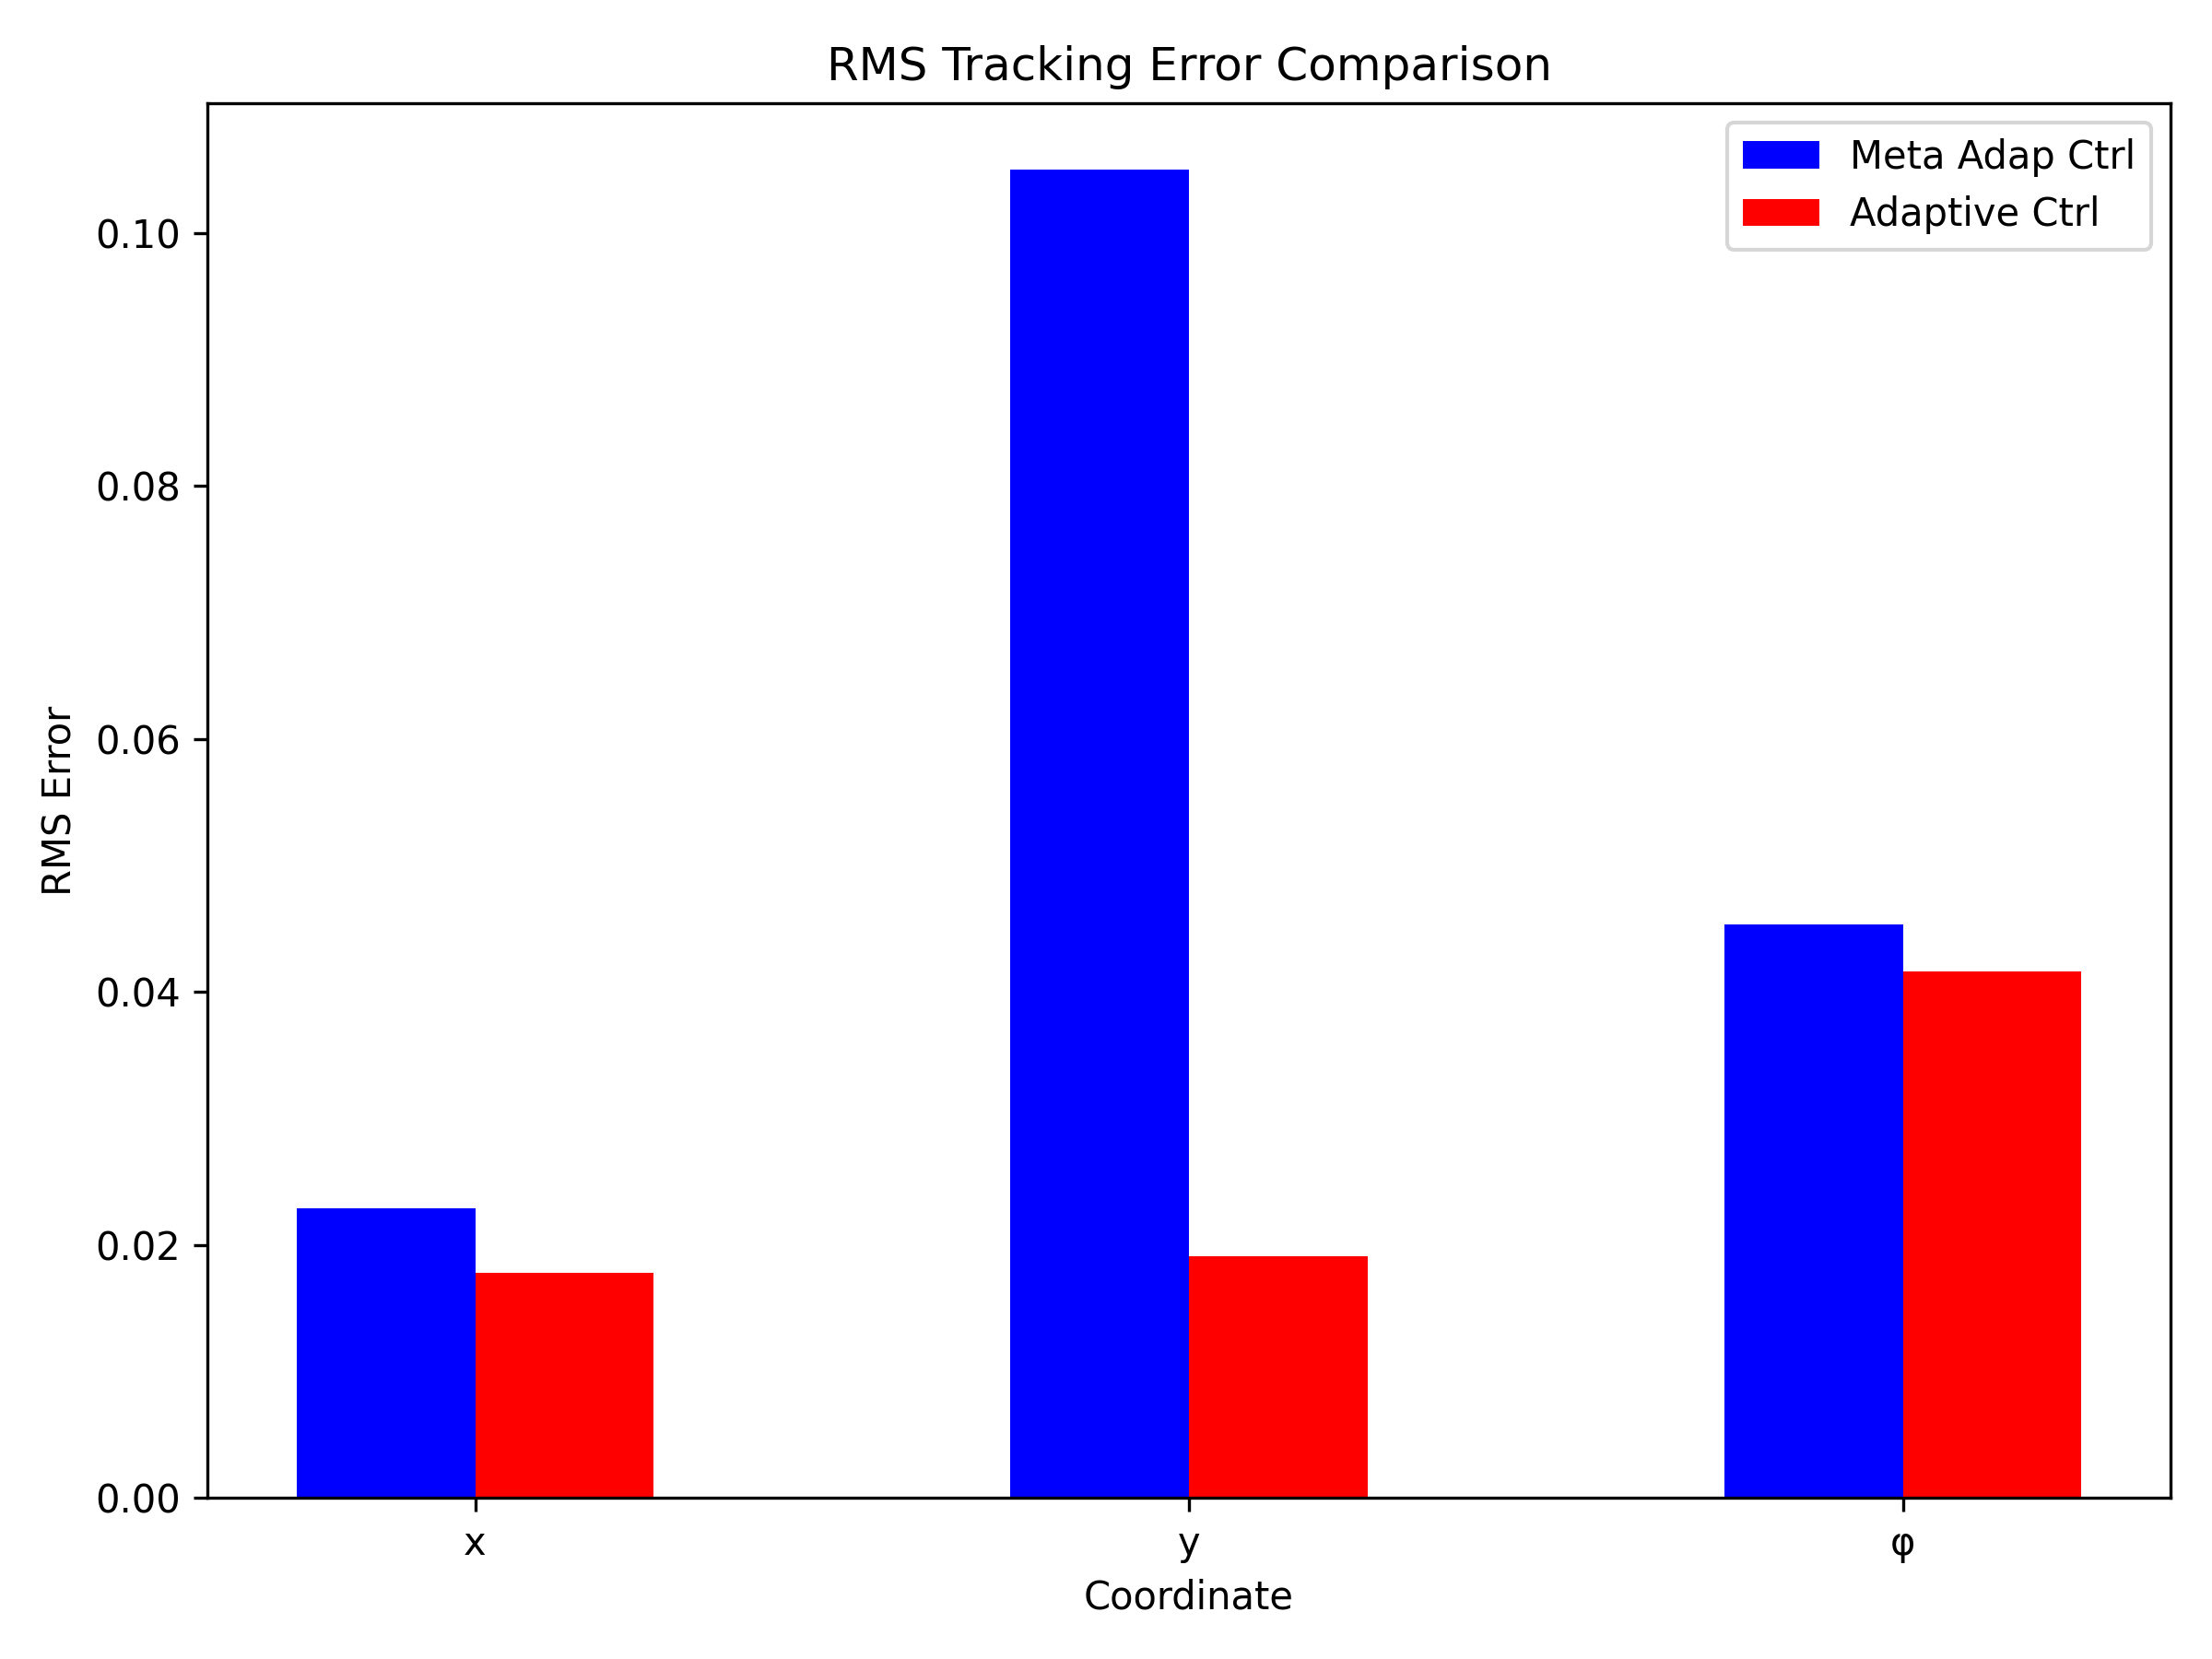 RMS Tracking Error Comparison
Meta Adap Ctrl
Adaptive Ctrl
RMS Error
0.10
0.08
0.06
0.04
0.02
0.00
x
y
φ
Coordinate